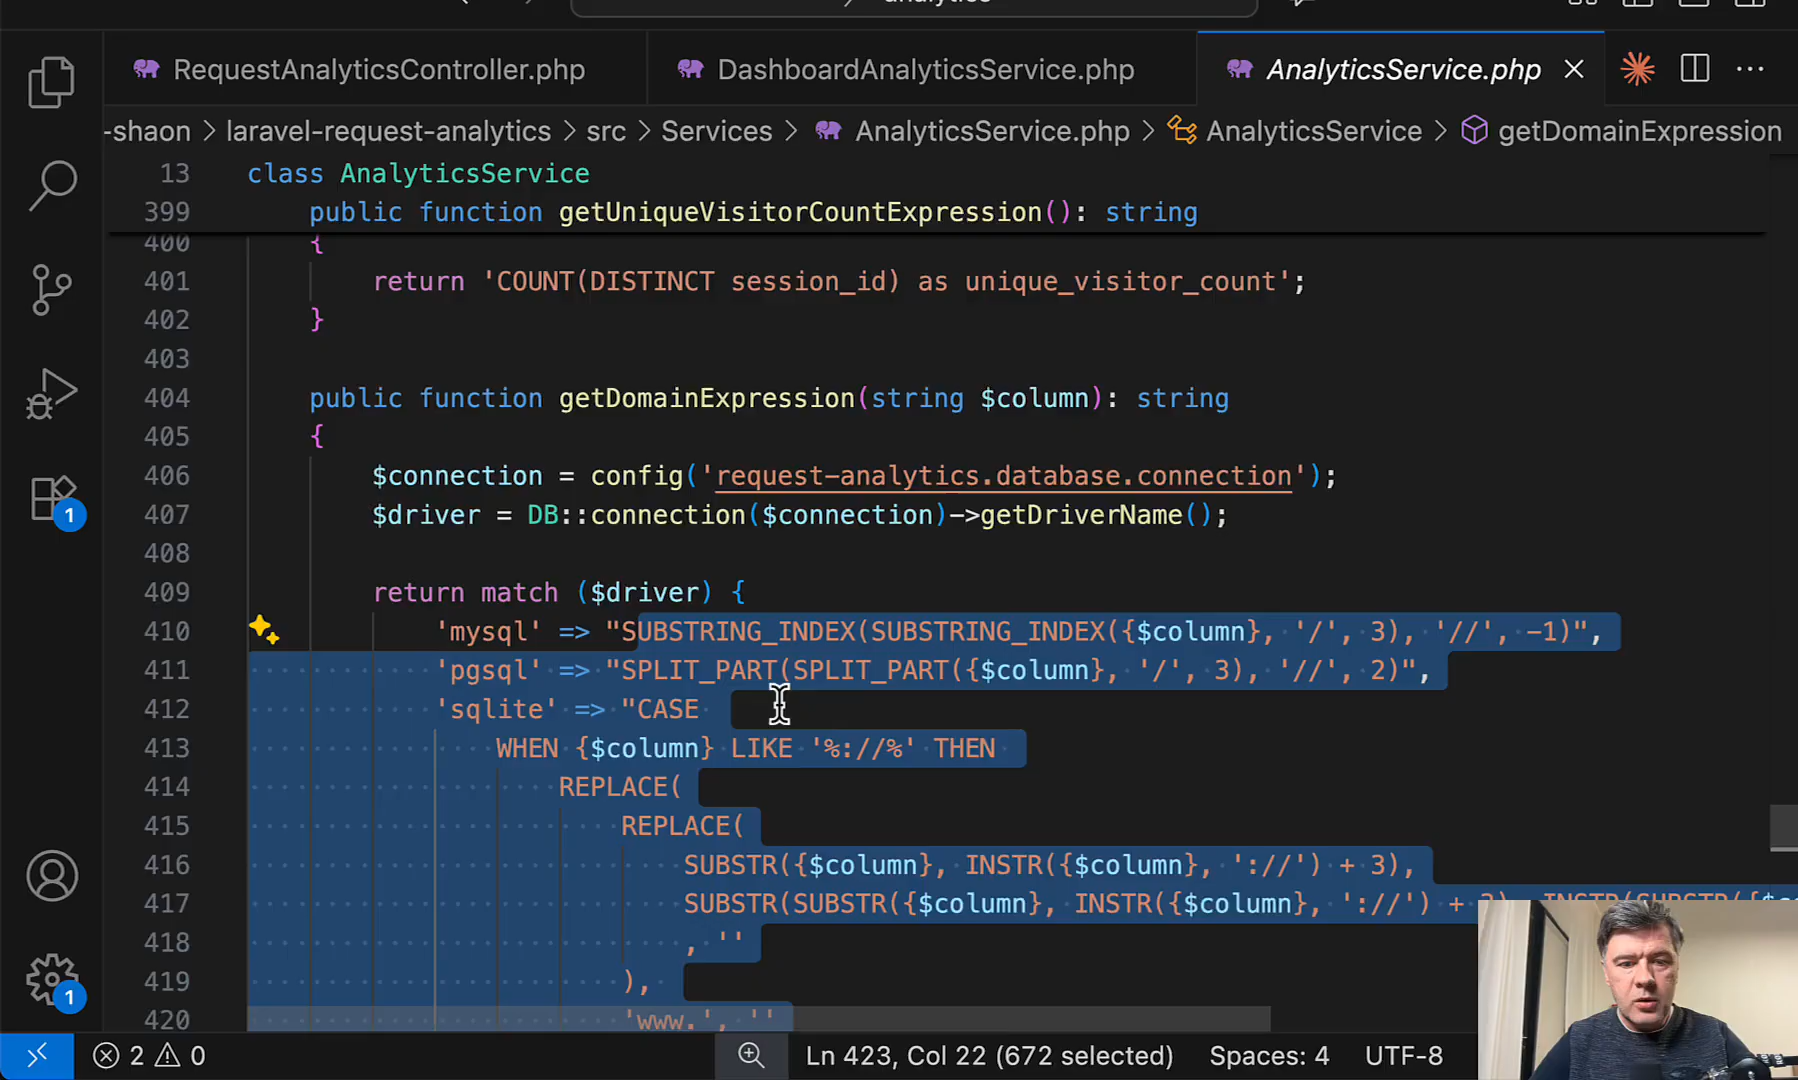 analytics
RequestAnalyticsController.php
DashboardAnalyticsService.php
AnalyticsService.php
-shaon > laravel-request-analytics > src > Services > AnalyticsService.php > AnalyticsService > getDomainExpression
13 class AnalyticsService
399 public function getUniqueVisitorCountExpression(): string
400 {
401 return 'COUNT(DISTINCT session_id) as unique_visitor_count';
402 }
403
404 public function getDomainExpression(string $column): string
405 {
406 $connection = config('request-analytics.database.connection');
407 $driver = DB::connection($connection)->getDriverName();
408
409 return match ($driver) {
410 'mysql' => "SUBSTRING_INDEX(SUBSTRING_INDEX({$column}, '/', 3), '//', -1)",
411 'pgsql' => "SPLIT_PART(SPLIT_PART({$column}, '/', 3), '//', 2)",
412 'sqlite' => "CASE
413 WHEN {$column} LIKE '%://%' THEN
414 REPLACE(
415 REPLACE(
416 SUBSTR({$column}, INSTR({$column}, '://') + 3),
417 SUBSTR(SUBSTR({$column}, INSTR({$column}, '://') + 3), INSTR(SUBSTR({$
418 , ''
419 ),
420 'www.', ''
1
1
2 0
Ln 423, Col 22 (672 selected)
Spaces: 4
UTF-8